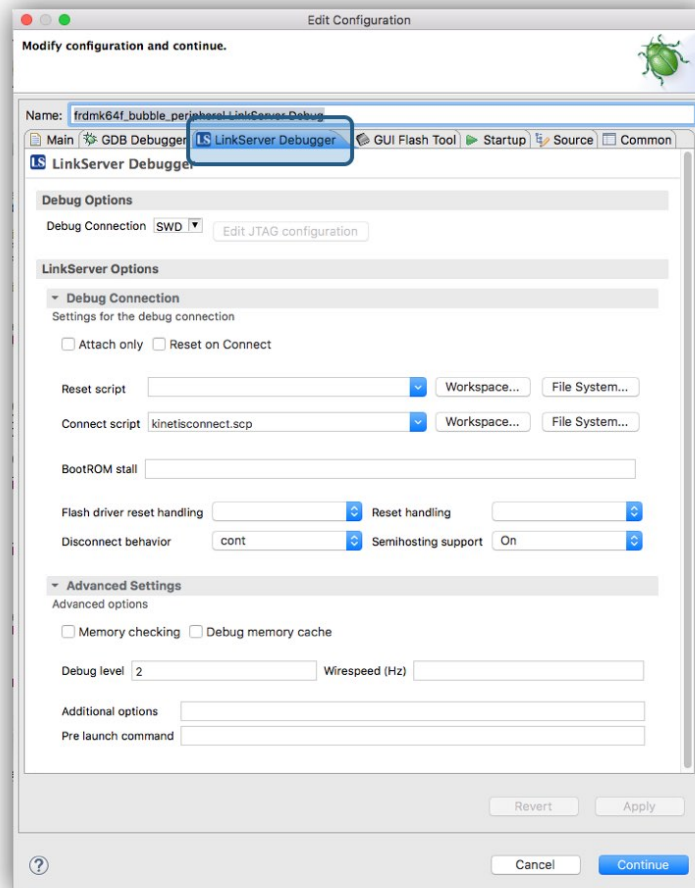 Edit Configuration
Modify configuration and continue.
Name: frdmk64f_bubble_peripheral LinkServer Debug
Main GDB Debugger LS LinkServer Debugger GUI Flash Tool Startup Source Common
LS LinkServer Debugger
Debug Options
Debug Connection SWD Edit JTAG configuration
LinkServer Options
Debug Connection
Settings for the debug connection
Attach only Reset on Connect
Reset script Workspace... File System...
Connect script kinetisconnect.scp Workspace... File System...
BootROM stall
Flash driver reset handling Reset handling
Disconnect behavior cont Semihosting support On
Advanced Settings
Advanced options
Memory checking Debug memory cache
Debug level 2 Wirespeed (Hz)
Additional options
Pre launch command
Revert Apply
? Cancel Continue